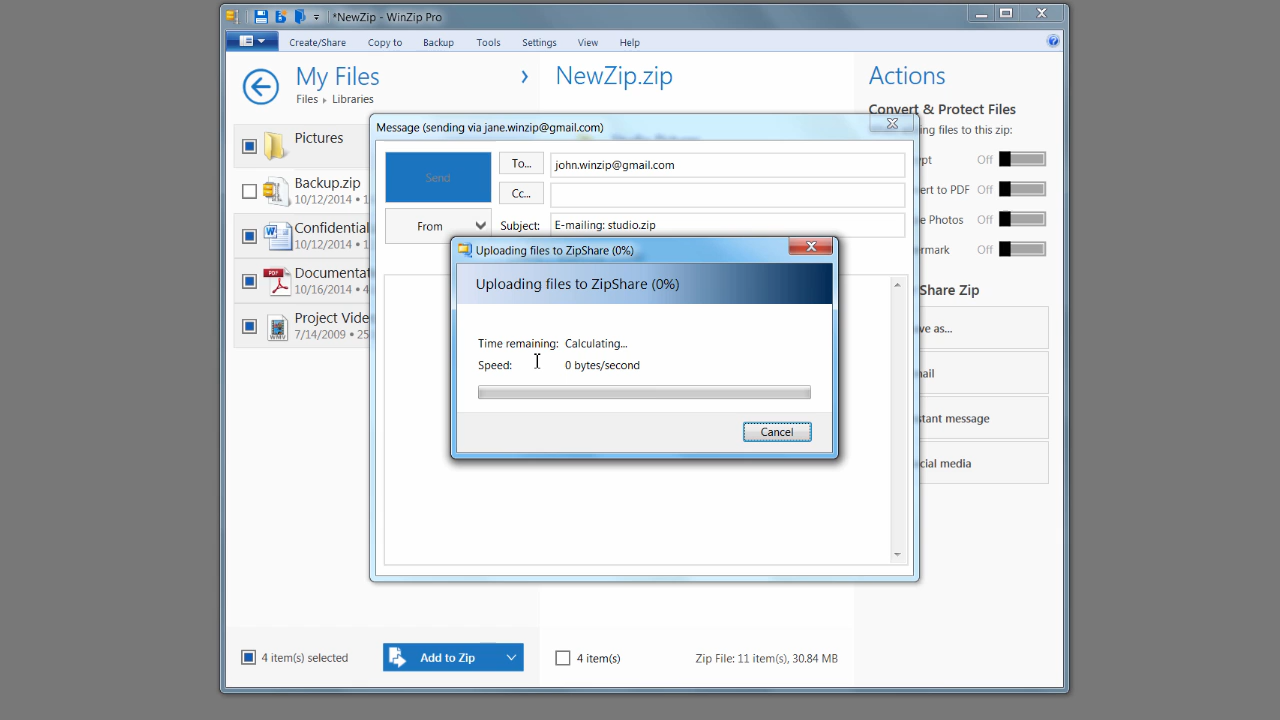 *NewZip - WinZip Pro
Create/Share Copy to Backup Tools Settings View Help
My Files
Files Libraries
NewZip.zip
Actions
Convert & Protect Files
ing files to this zip:
Pictures
Backup.zip
10/12/2014 • 1
Confidential
10/12/2014 • 1
Documentat
10/16/2014 • 4
Project Vide
7/14/2009 • 25
Message (sending via jane.winzip@gmail.com)
Send
To...
john.winzip@gmail.com
Cc...
From
Subject:
E-mailing: studio.zip
Uploading files to ZipShare (0%)
Uploading files to ZipShare (0%)
Time remaining: Calculating...
Speed: 0 bytes/second
Cancel
pt Off
ert to PDF Off
e Photos Off
rmark Off
Share Zip
ve as...
ail
stant message
cial media
4 item(s) selected
Add to Zip
4 item(s)
Zip File: 11 item(s), 30.84 MB